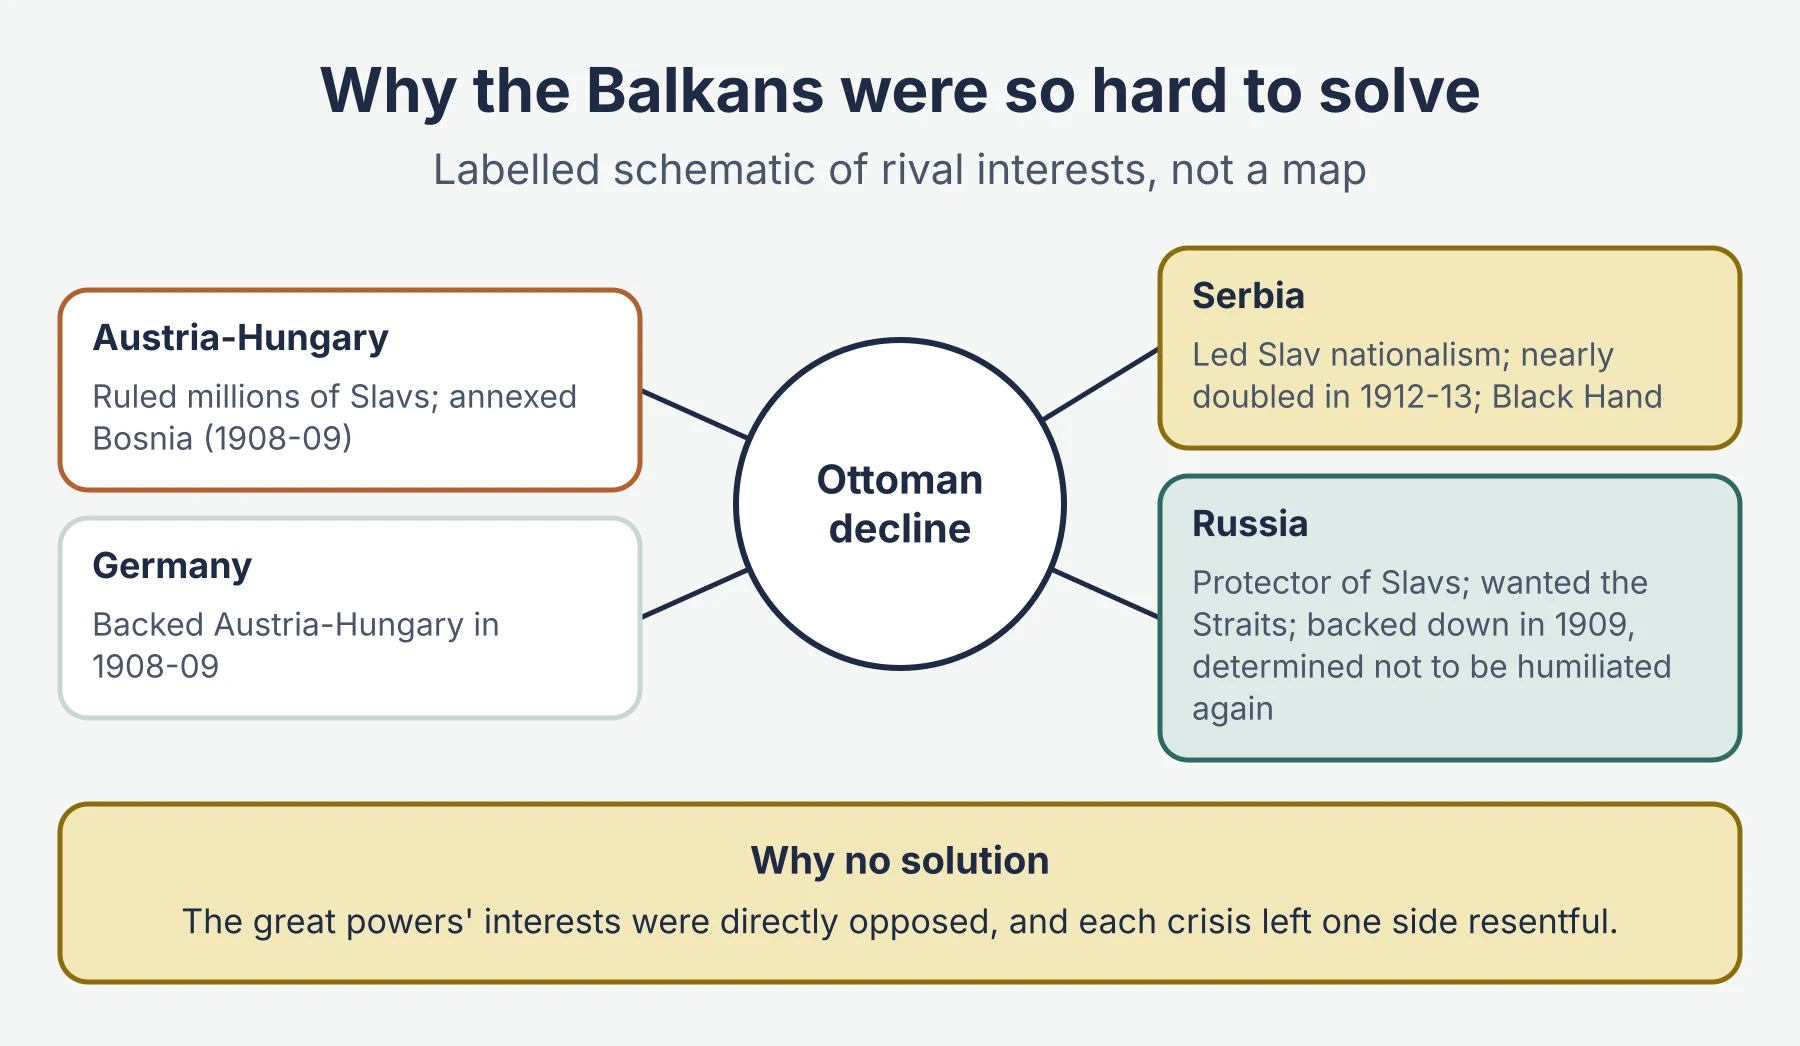 Why the Balkans were so hard to solve
Labelled schematic of rival interests, not a map
Austria-Hungary
Ruled millions of Slavs; annexed
Bosnia (1908-09)
Germany
Backed Austria-Hungary in
1908-09
Ottoman
decline
Serbia
Led Slav nationalism; nearly
doubled in 1912-13; Black Hand
Russia
Protector of Slavs; wanted the
Straits; backed down in 1909,
determined not to be humiliated
again
Why no solution
The great powers' interests were directly opposed, and each crisis left one side resentful.